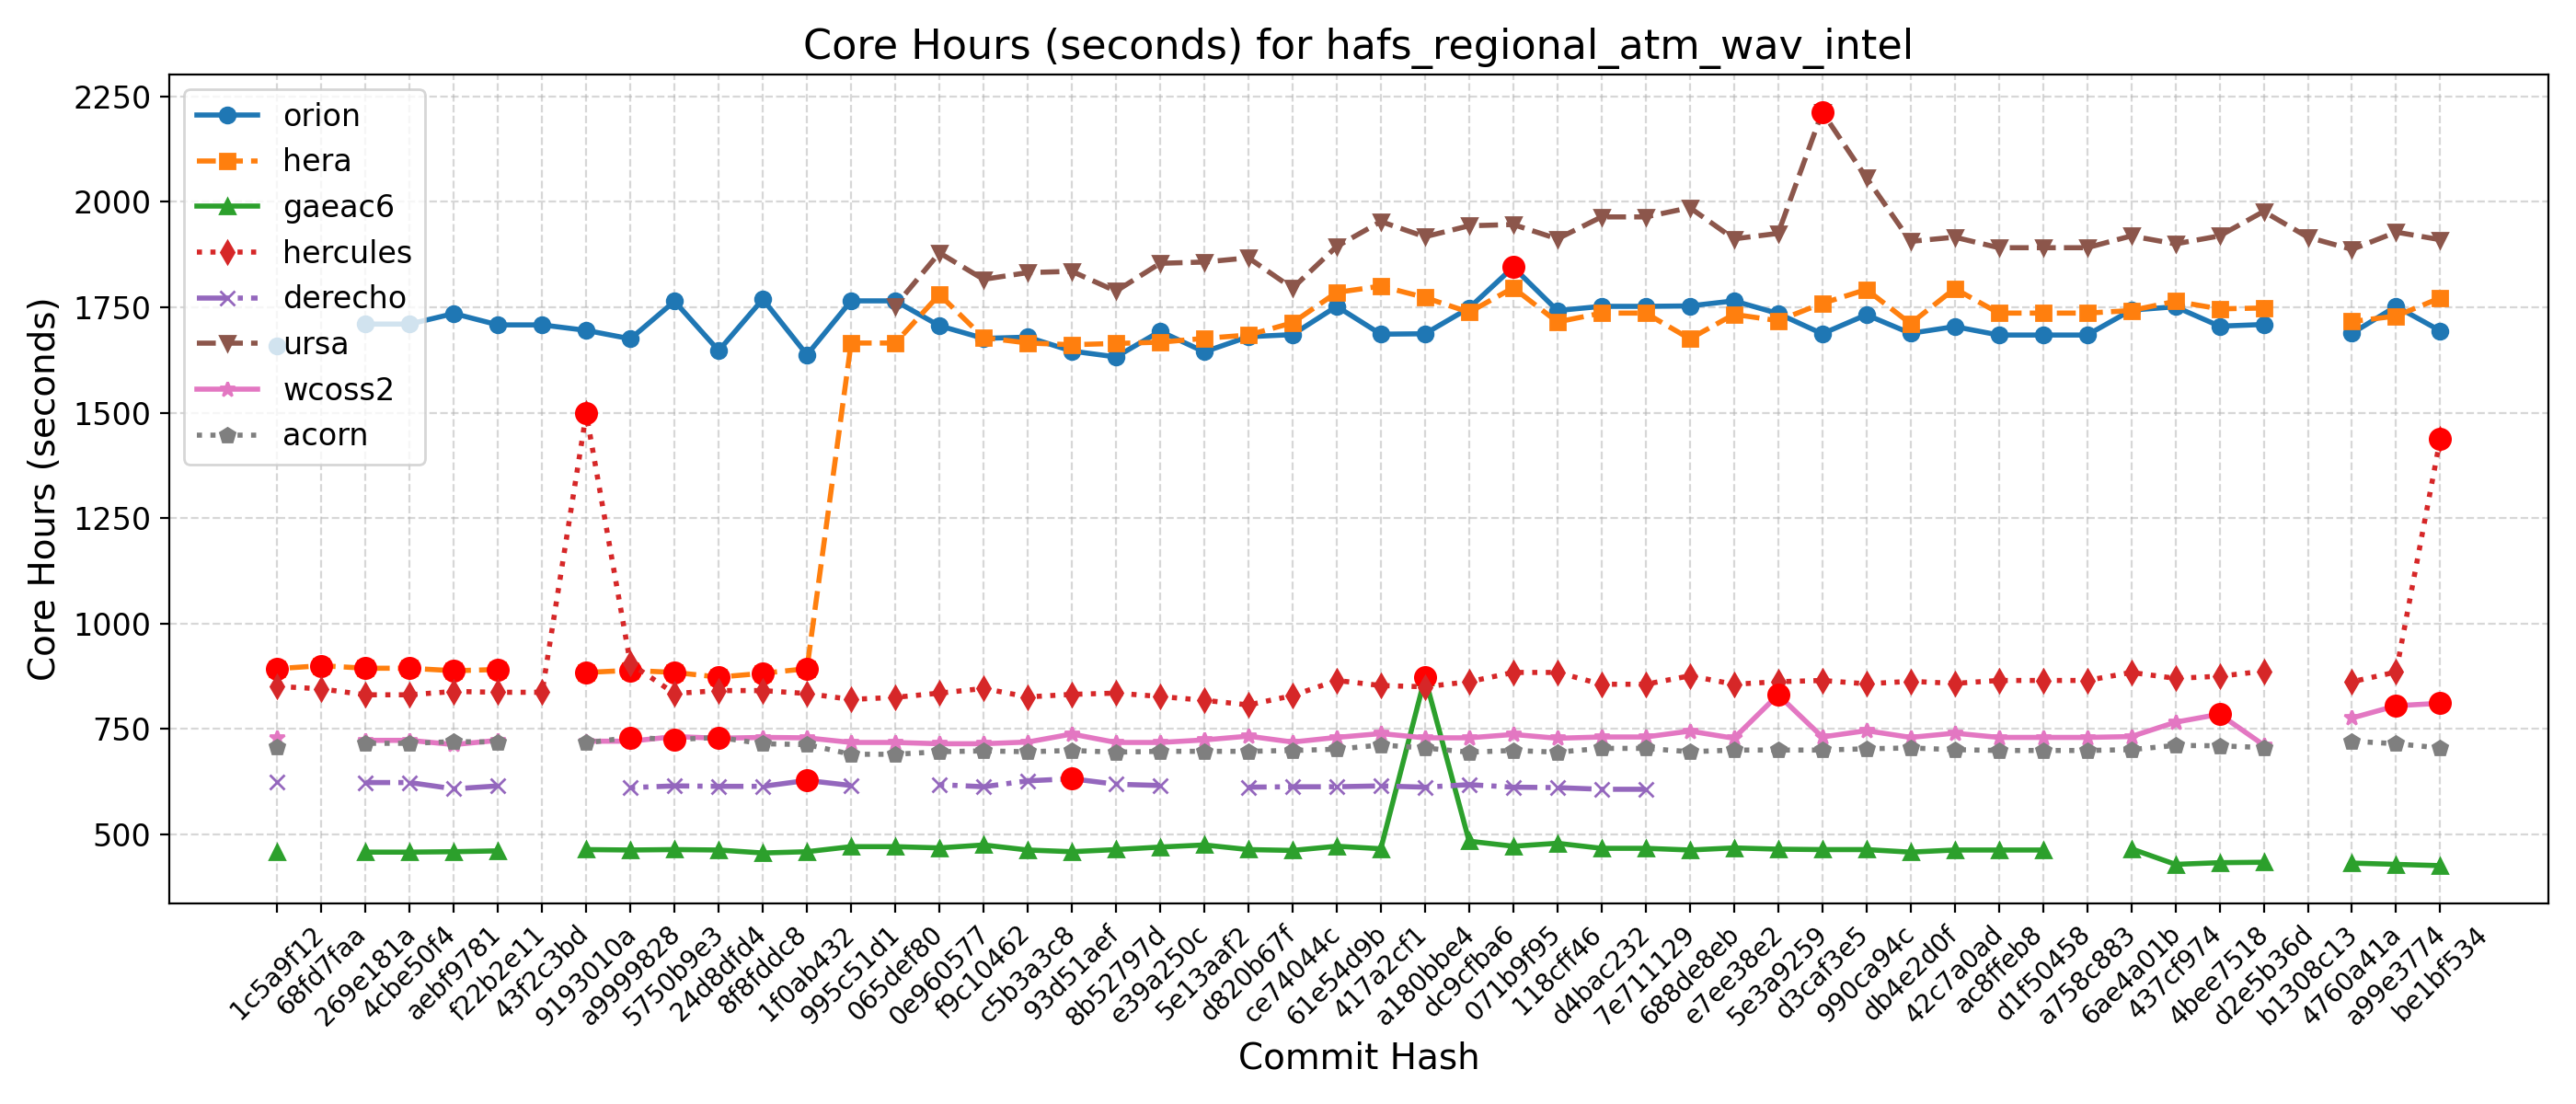 Core Hours (seconds) for hafs_regional_atm_wav_intel
Core Hours (seconds)
2250
2000
1750
1500
1250
1000
750
500
orion
hera
gaeac6
hercules
derecho
ursa
wcoss2
acorn
1c5a9f12
68fd7faa
269e181a
4cbe50f4
aebf9781
f22b2e11
43f2c3bd
9193010a
a9999828
5750b9e3
24d8dfd4
8f8fddc8
1f0ab432
995c51d1
065def80
0e960577
f9c10462
c5b3a3c8
93d51aef
8b52797d
e39a250c
5e13aaf2
d820b67f
ce74044c
61e54d9b
417a2cf1
a180bbe4
dc9cfba6
071b9f95
118cff46
d4bac232
7e711129
688de8eb
e7ee38e2
5e3a9259
d3caf3e5
990ca94c
db4e2d0f
42c7a0ad
ac8ffeb8
d1f50458
a758c883
6ae4a01b
437cf974
4bee7518
d2e5b36d
b1308c13
4760a41a
a99e3774
be1bf534
Commit Hash